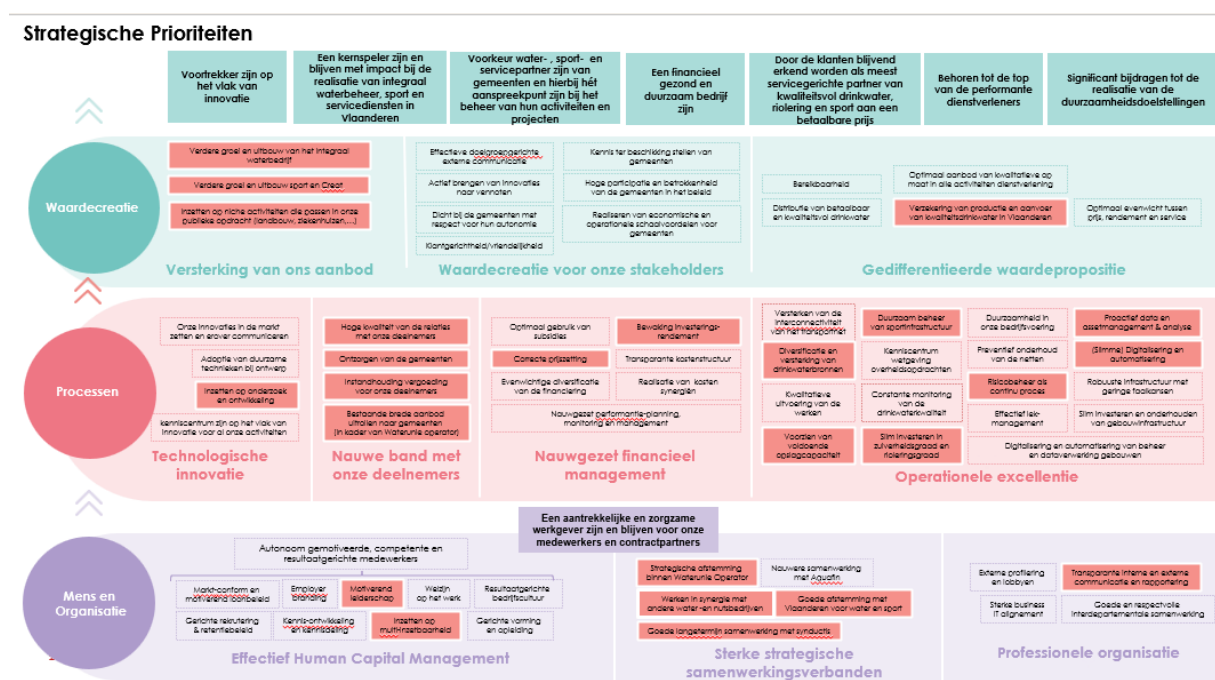 Strategische Prioriteiten
Voortrekker zijn op
het vlak van
innovatie
Een kernspeler zijn en
blijven met impact bij de
realisatie van integraal
waterbeheer, sport en
servicediensten in
Vlaanderen
Voorkeur water- , sport- en
servicepartner zijn van
gemeenten en hierbij hét
aanspreekpunt zijn bij het
beheer van hun activiteiten en
projecten
Een financieel
gezond en
duurzaam bedrijf
zijn
Door de klanten blijvend
erkend worden als meest
servicegerichte partner van
kwaliteitsvol drinkwater,
riolering en sport aan een
betaalbare prijs
Behoren tot de top
van de performante
dienstverleners
Significant bijdragen tot de
realisatie van de
duurzaamheidsdoelstellingen
Waardecreatie
Verdere groei en uitbouw van het integraal
waterbedrijf
Verdere groei en uitbouw sport en Creat
Inzetten op niche activiteiten die passen in onze
publieke opdracht (landbouw, ziekenhuizen,...)
Versterking van ons aanbod
Effectieve doelgroepgerichte
externe communicatie
Actief brengen van innovaties
naar vennoten
Dicht bij de gemeenten met
respect voor hun autonomie
Klantgerichtheid/vriendelijkheid
Kennis ter beschikking stellen van
gemeenten
Hoge participatie en betrokkenheid
van de gemeenten in het beleid
Realiseren van economische en
operationele schaalvoordelen voor
gemeenten
Waardecreatie voor onze stakeholders
Bereikbaarheid
Optimaal aanbod van kwalitatieve op
maat in alle activiteiten dienstverlening
Distributie van betaalbaar
en kwaliteitsvol drinkwater
Verzekering van productie en aanvoer
van kwaliteitsdrinkwater in Vlaanderen
Optimaal evenwicht tussen
prijs, rendement en service
Gedifferentieerde waardepropositie
Processen
Onze innovaties in de markt
zetten en erover communiceren
Adoptie van duurzame
technieken bij ontwerp
Inzetten op onderzoek
en ontwikkeling
kenniscentrum zijn op het vlak van
innovatie voor al onze activiteiten
Technologische
innovatie
Hoge kwaliteit van de relaties
met onze deelnemers
Ontzorgen van de gemeenten
Instandhouding vergoeding
voor onze deelnemers
Bestaande brede aanbod
uitrollen naar gemeenten
(in kader van Waterunie operator)
Nauwe band met
onze deelnemers
Optimaal gebruik van
subsidies
Bewaking investerings-
rendement
Correcte prijszetting
Transparante kostenstructuur
Evenwichtige diversificatie
van de financiering
Realisatie van kosten
synergiën
Nauwgezet performantie-planning,
monitoring en management
Nauwgezet financieel
management
Versterken van de
interconnectiviteit
van het transportnet
Duurzaam beheer
van sportinfrastructuur
Duurzaamheid in
onze bedrijfsvoering
Proactief data en
assetmanagement & analyse
Diversificatie en
versterking van
drinkwaterbronnen
Kenniscentrum
wetgeving
overheidsopdrachten
Preventief onderhoud
van de netten
(Slimme) Digitalisering en
automatisering
Kwalitatieve
uitvoering van de
werken
Constante monitoring
van de
drinkwaterkwaliteit
Risicobeheer als
continu proces
Robuuste infrastructuur met
geringe faalkansen
Effectief lek-
management
Slim investeren en onderhouden
van gebouwinfrastructuur
Voorzien van
voldoende
opslagcapaciteit
Slim investeren in
zuiverheidsgraad en
rioleringsgraad
Digitalisering en automatisering van beheer
en dataverwerking gebouwen
Operationele excellentie
Een aantrekkelijke en zorgzame
werkgever zijn en blijven voor onze
medewerkers en contractpartners
Mens en
Organisatie
Autonoom gemotiveerde, competente en
resultaatgerichte medewerkers
Markt-conform en
motiverend loonbeleid
Employer
branding
Motiverend
leiderschap
Welzijn
op het werk
Resultaatgerichte
bedrijfscultuur
Gerichte rekrutering
& retentiebeleid
Kennis-ontwikkeling
en kennisdeling
Inzetten op
multi-inzetbaarheid
Gerichte vorming
en opleiding
Effectief Human Capital Management
Strategische afstemming
binnen Waterunie Operator
Nauwere samenwerking
met Aquafin
Werken in synergie met
andere water -en nutsbedrijven
Goede afstemming met
Vlaanderen voor water en sport
Goede langetermijn samenwerking met synductis
Sterke strategische
samenwerkingsverbanden
Externe profilering
en lobbyen
Transparante interne en externe
communicatie en rapportering
Sterke business
IT alignement
Goede en respectvolle
interdepartementale samenwerking
Professionele organisatie